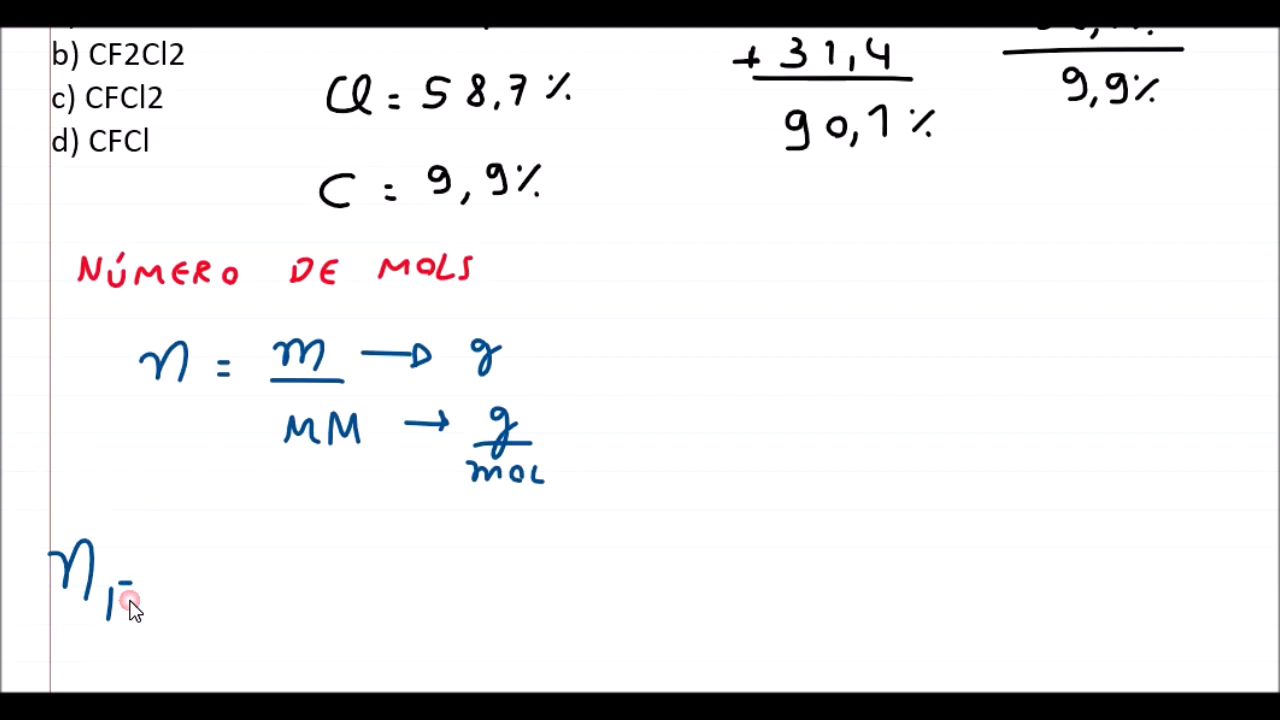 b) CF2Cl2
c) CFCl2
d) CFCl
Cl = 58,7 %
C = 9,9%
+ 31,4
90,1 %
9,9%
NÚMERO DE MOLS
n = m → g
MM → g
mol
n